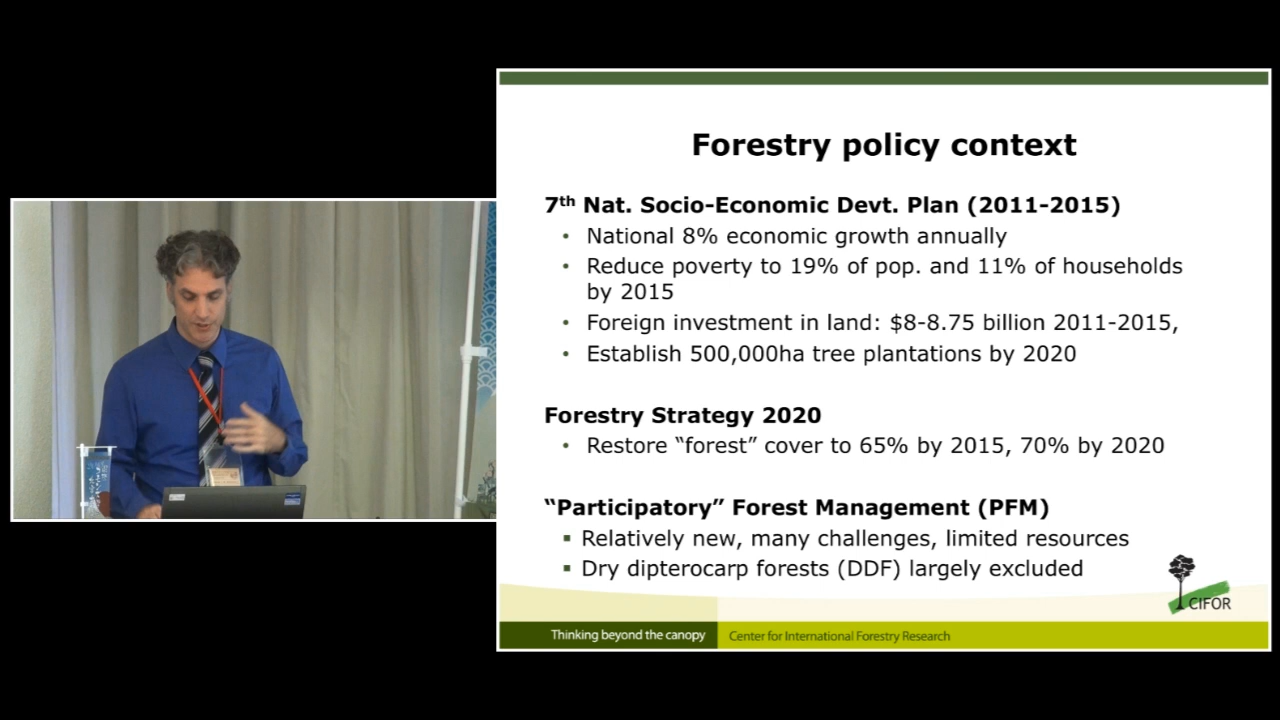 Forestry policy context
7th Nat. Socio-Economic Devt. Plan (2011-2015)
• National 8% economic growth annually
• Reduce poverty to 19% of pop. and 11% of households
by 2015
• Foreign investment in land: $8-8.75 billion 2011-2015,
• Establish 500,000ha tree plantations by 2020
Forestry Strategy 2020
• Restore “forest” cover to 65% by 2015, 70% by 2020
“Participatory” Forest Management (PFM)
▪ Relatively new, many challenges, limited resources
▪ Dry dipterocarp forests (DDF) largely excluded
CIFOR
Thinking beyond the canopy
Center for International Forestry Research